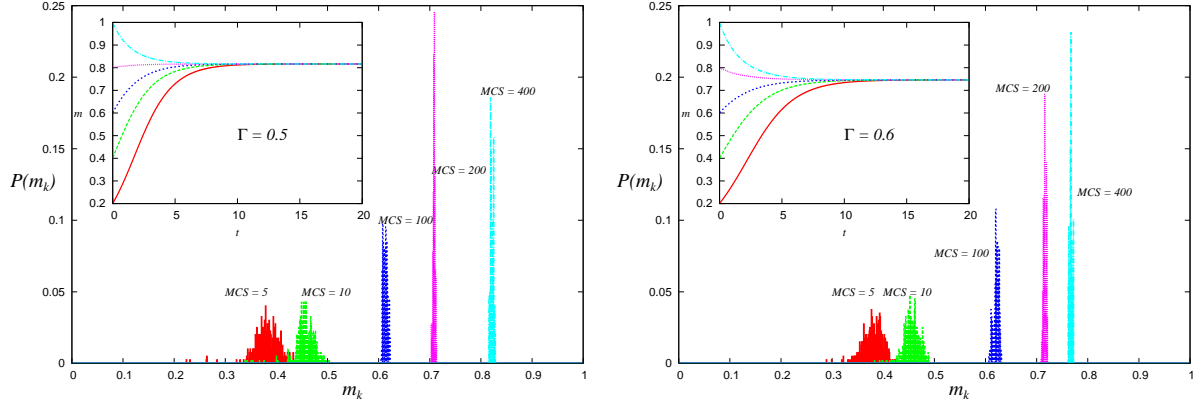 0.25
0.2
0.15
0.1
0.05
0
P(m_k)
0 0.1 0.2 0.3 0.4 0.5 0.6 0.7 0.8 0.9 1
m_k
MCS = 5
MCS = 10
MCS = 100
MCS = 200
MCS = 400
1
0.9
0.8
0.7
m 0.6
0.5
0.4
0.3
0.2
0 5 10 15 20
t
Γ = 0.5
0.25
0.2
0.15
0.1
0.05
0
P(m_k)
0 0.1 0.2 0.3 0.4 0.5 0.6 0.7 0.8 0.9 1
m_k
MCS = 5
MCS = 10
MCS = 100
MCS = 200
MCS = 400
1
0.9
0.8
0.7
m 0.6
0.5
0.4
0.3
0.2
0 5 10 15 20
t
Γ = 0.6